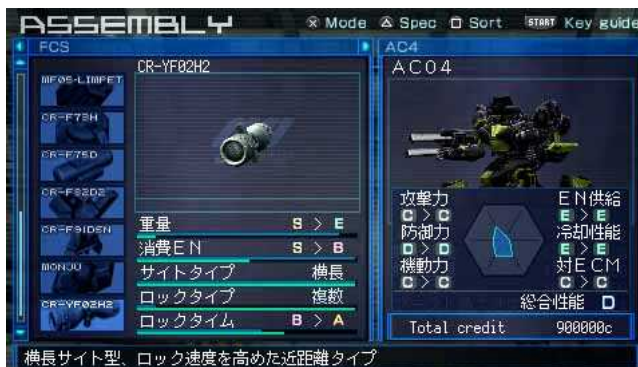 ASSEMBLY
ⓧ Mode △ Spec □ Sort START Key guide
FCS
AC4
CR-YF02H2
AC04
MF05-LIMPET
CR-F73H
CR-F75D
CR-F82D2
CR-F91DSN
MONJU
CR-YF02H2
重量 S > E
消費EN S > B
サイトタイプ 横長
ロックタイプ 複数
ロックタイム B > A
攻撃力 C > C
防御力 D > D
機動力 C > C
EN供給 E > E
冷却性能 E > E
対ECM C > C
総合性能 D
Total credit 900000c
横長サイト型、ロック速度を高めた近距離タイプ